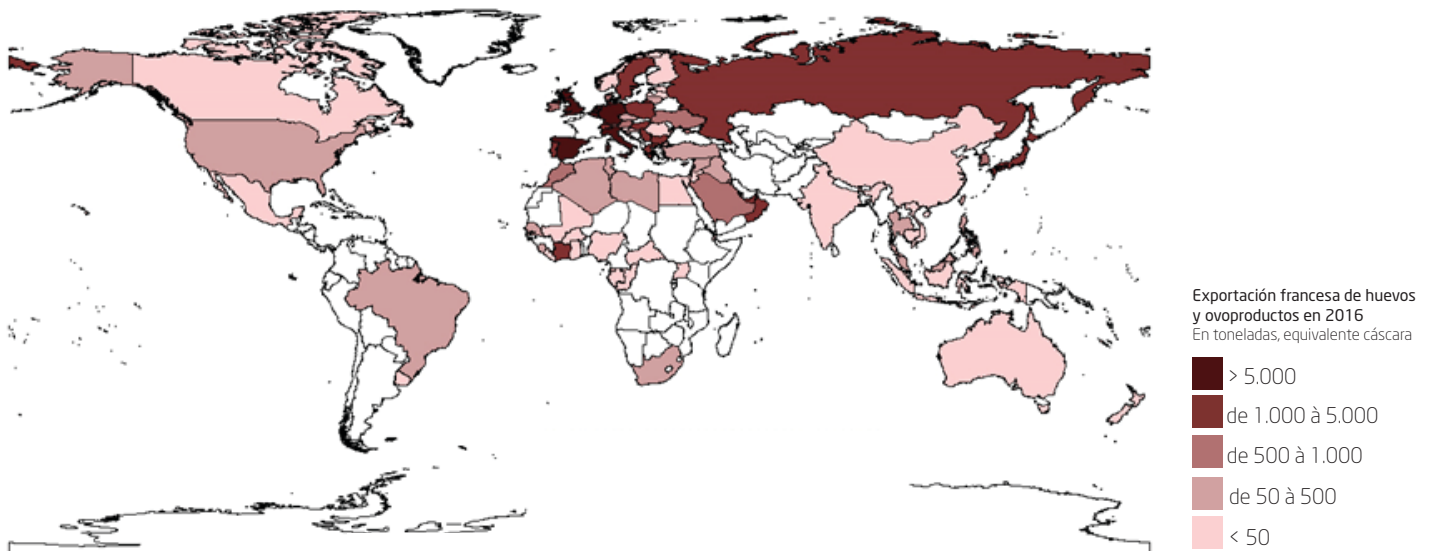 Exportación francesa de huevos
y ovoproductos en 2016
En toneladas, equivalente cáscara
> 5.000
de 1.000 à 5.000
de 500 à 1.000
de 50 à 500
< 50